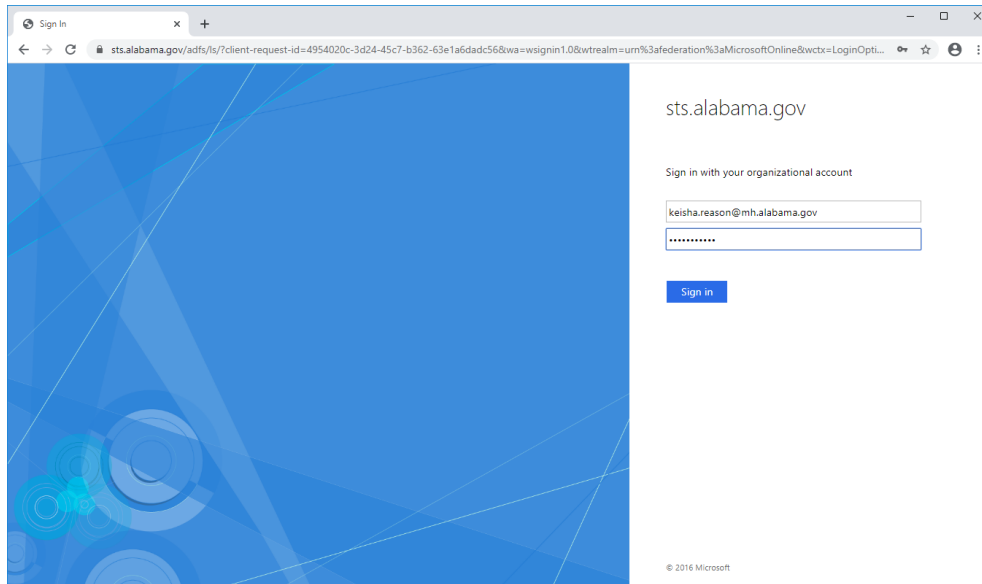 Sign In
sts.alabama.gov/adfs/ls/?client-request-id=4954020c-3d24-45c7-b362-63e1a6dadc56&wa=wsignin1.0&wtrealm=urn%3afederation%3aMicrosoftOnline&wctx=LoginOpti...
sts.alabama.gov
Sign in with your organizational account
keisha.reason@mh.alabama.gov
•••••••••••
Sign in
© 2016 Microsoft